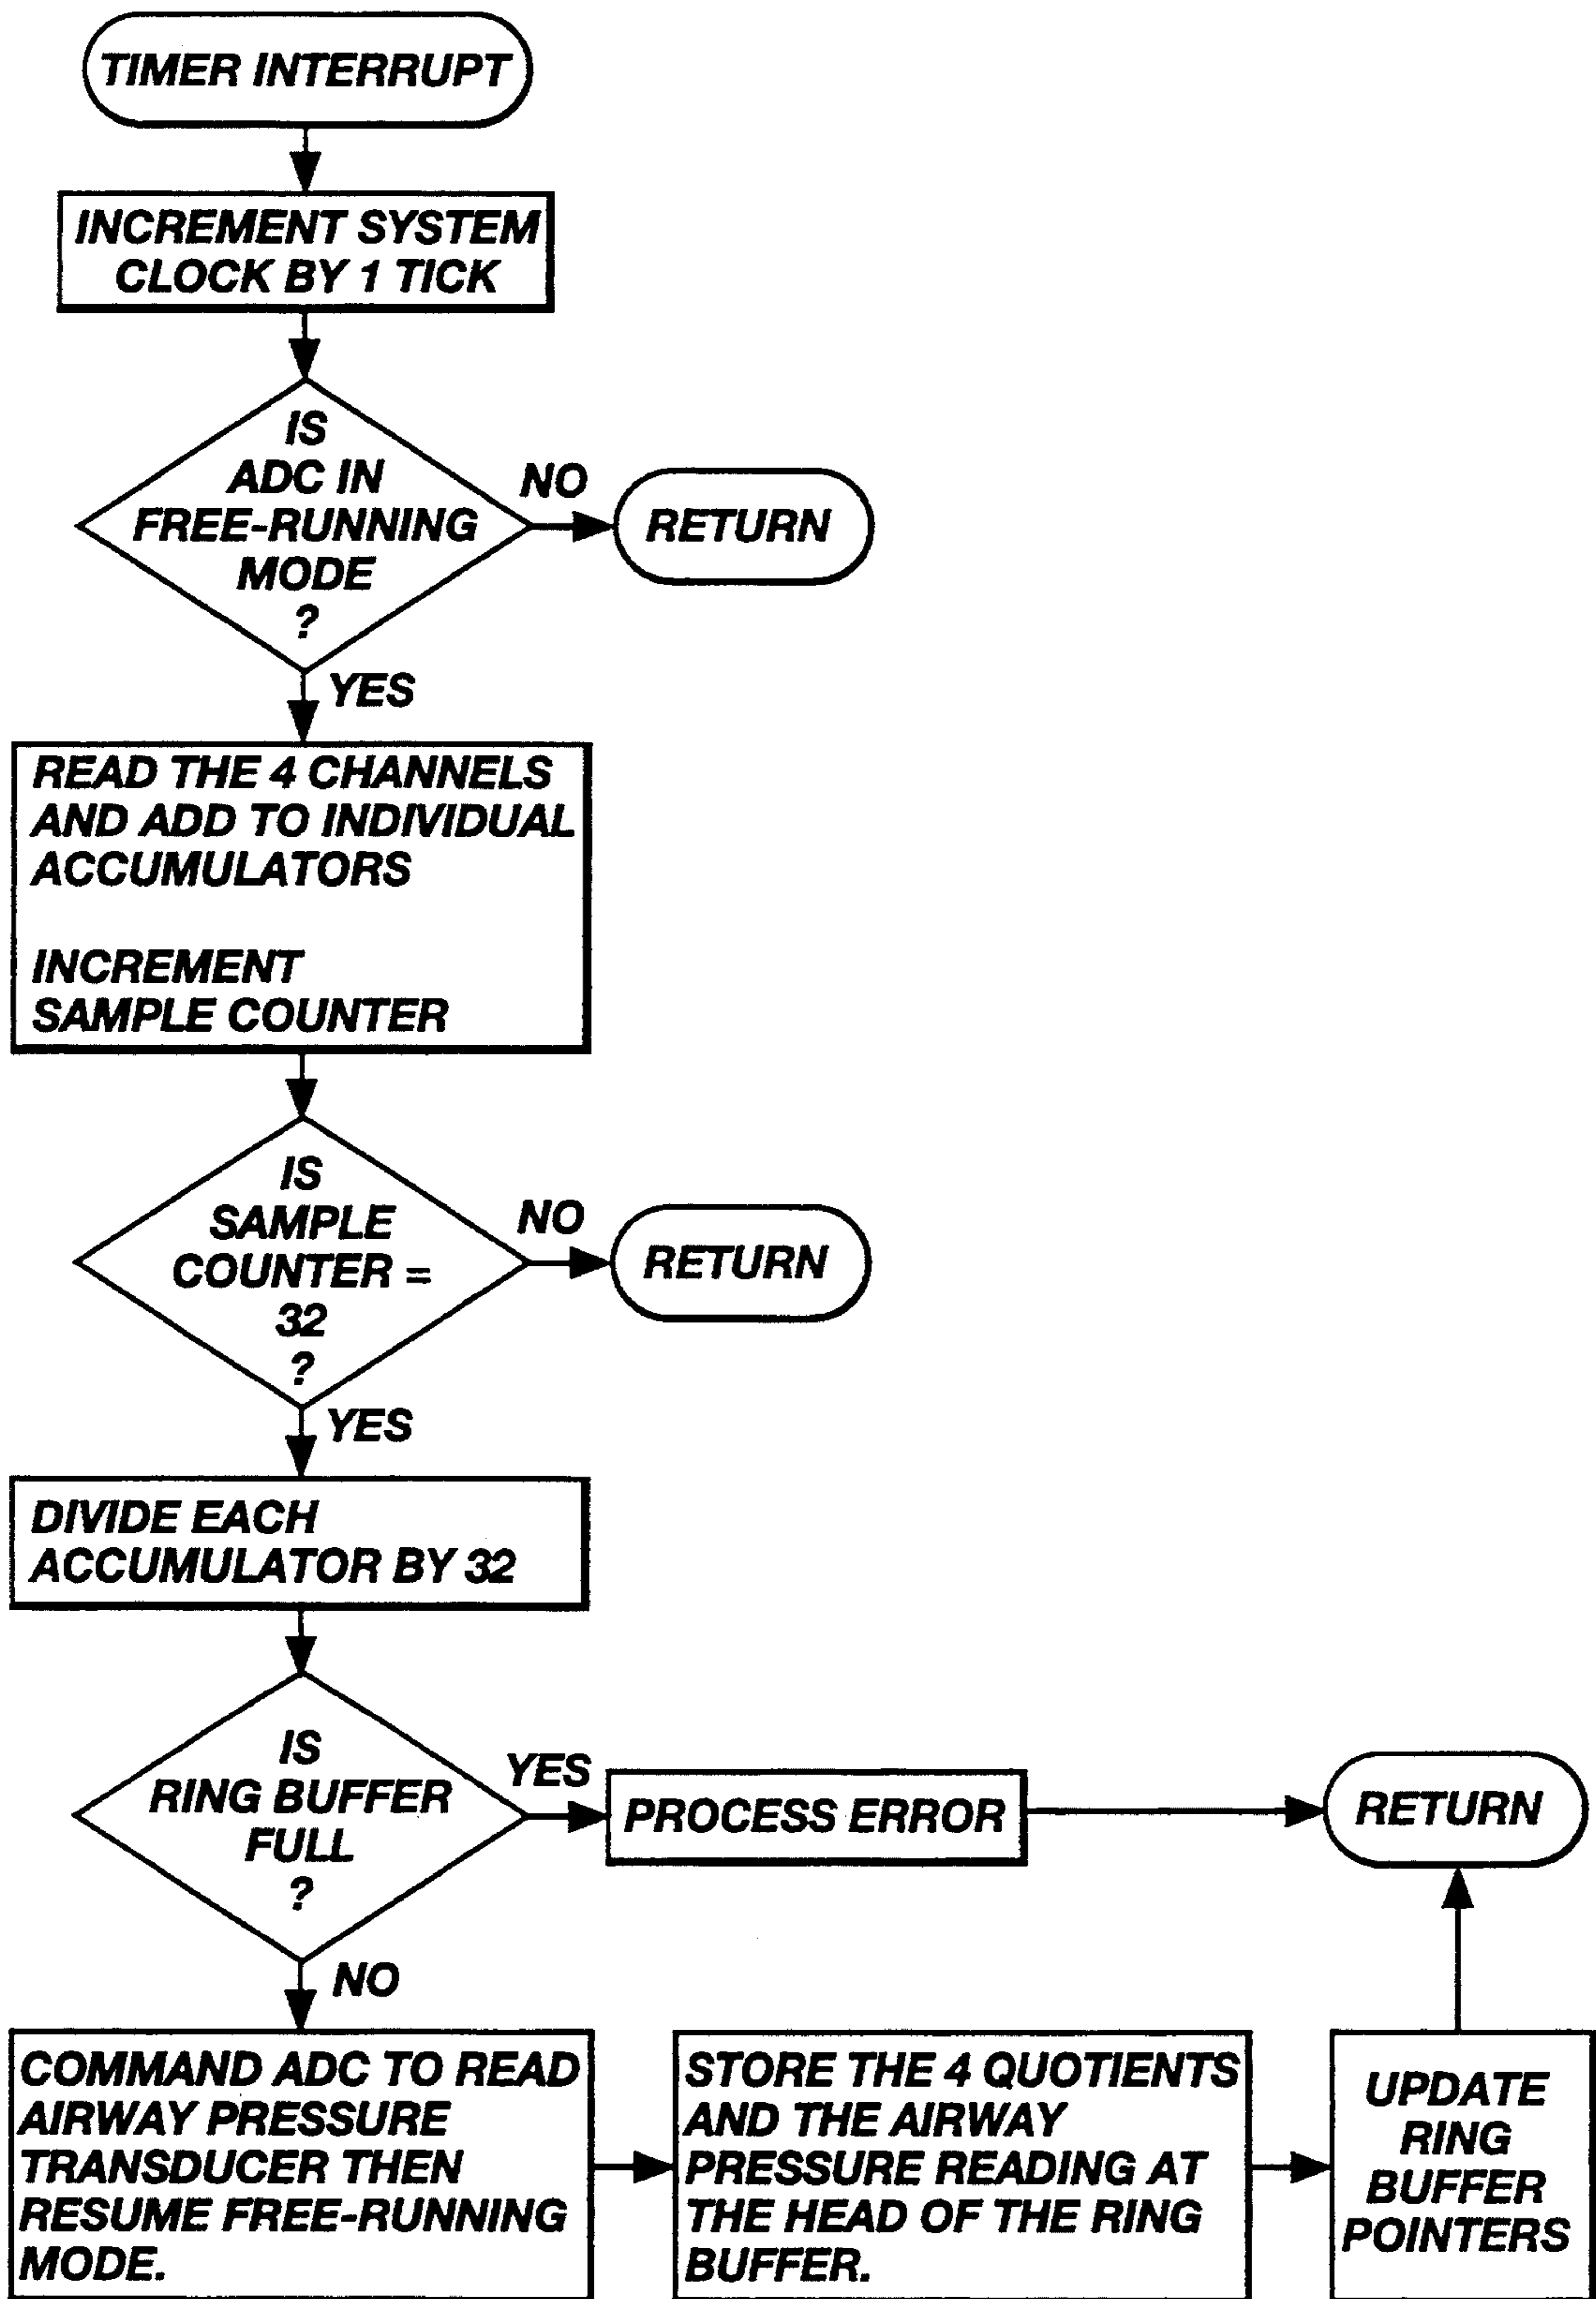 TIMER INTERRUPT
INCREMENT SYSTEM
CLOCK BY 1 TICK
IS
ADC IN
FREE-RUNNING
MODE
?
NO
RETURN
YES
READ THE 4 CHANNELS
AND ADD TO INDIVIDUAL
ACCUMULATORS
INCREMENT
SAMPLE COUNTER
IS
SAMPLE
COUNTER =
32
?
NO
RETURN
YES
DIVIDE EACH
ACCUMULATOR BY 32
IS
RING BUFFER
FULL
?
YES
PROCESS ERROR
RETURN
NO
COMMAND ADC TO READ
AIRWAY PRESSURE
TRANSDUCER THEN
RESUME FREE-RUNNING
MODE.
STORE THE 4 QUOTIENTS
AND THE AIRWAY
PRESSURE READING AT
THE HEAD OF THE RING
BUFFER.
UPDATE
RING
BUFFER
POINTERS